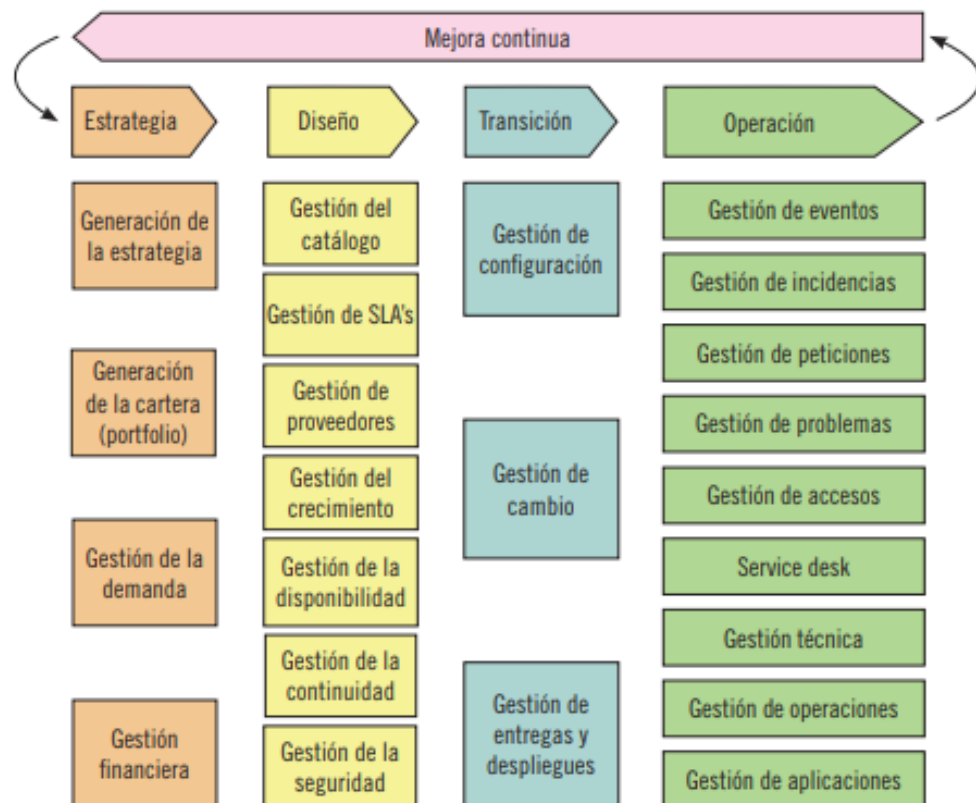 Mejora continua
Estrategia
Diseño
Transición
Operación
Generación de
la estrategia
Generación
de la cartera
(portfolio)
Gestión de la
demanda
Gestión
financiera
Gestión del
catálogo
Gestión de SLA's
Gestión de
proveedores
Gestión del
crecimiento
Gestión de la
disponibilidad
Gestión de la
continuidad
Gestión de la
seguridad
Gestión de
configuración
Gestión de
cambio
Gestión de
entregas y
despliegues
Gestión de eventos
Gestión de incidencias
Gestión de peticiones
Gestión de problemas
Gestión de accesos
Service desk
Gestión técnica
Gestión de operaciones
Gestión de aplicaciones